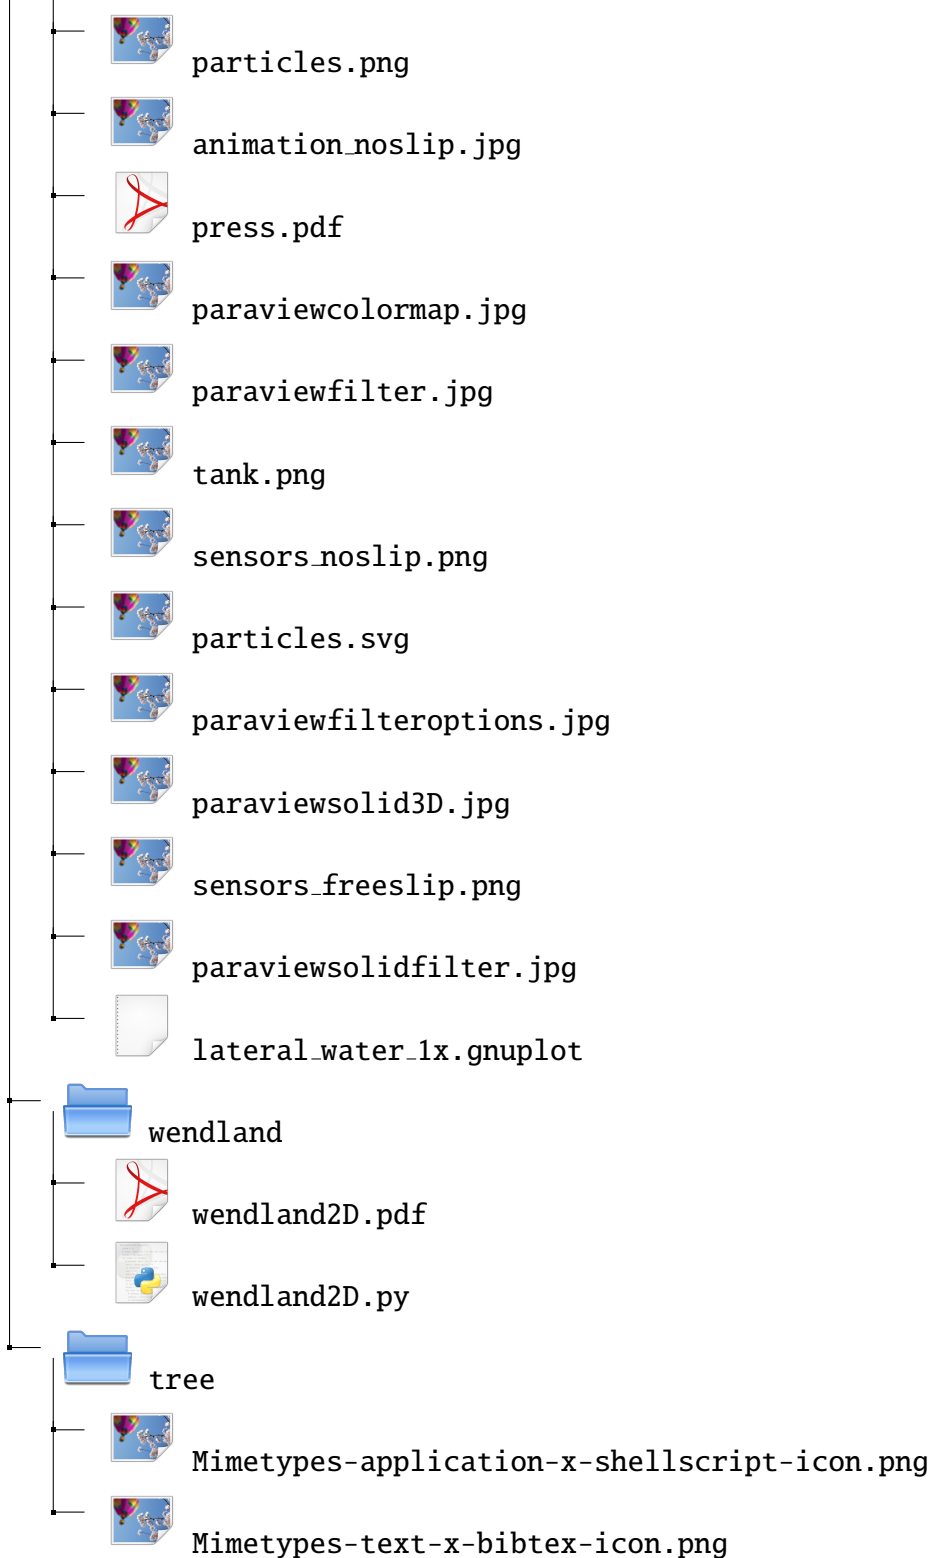 particles.png
animation_noslip.jpg
press.pdf
paraviewcolormap.jpg
paraviewfilter.jpg
tank.png
sensors_noslip.png
particles.svg
paraviewfilteroptions.jpg
paraviewsolid3D.jpg
sensors_freeslip.png
paraviewsolidfilter.jpg
lateral_water_1x.gnuplot
wendland
wendland2D.pdf
wendland2D.py
tree
Mimetypes-application-x-shellscript-icon.png
Mimetypes-text-x-bibtex-icon.png